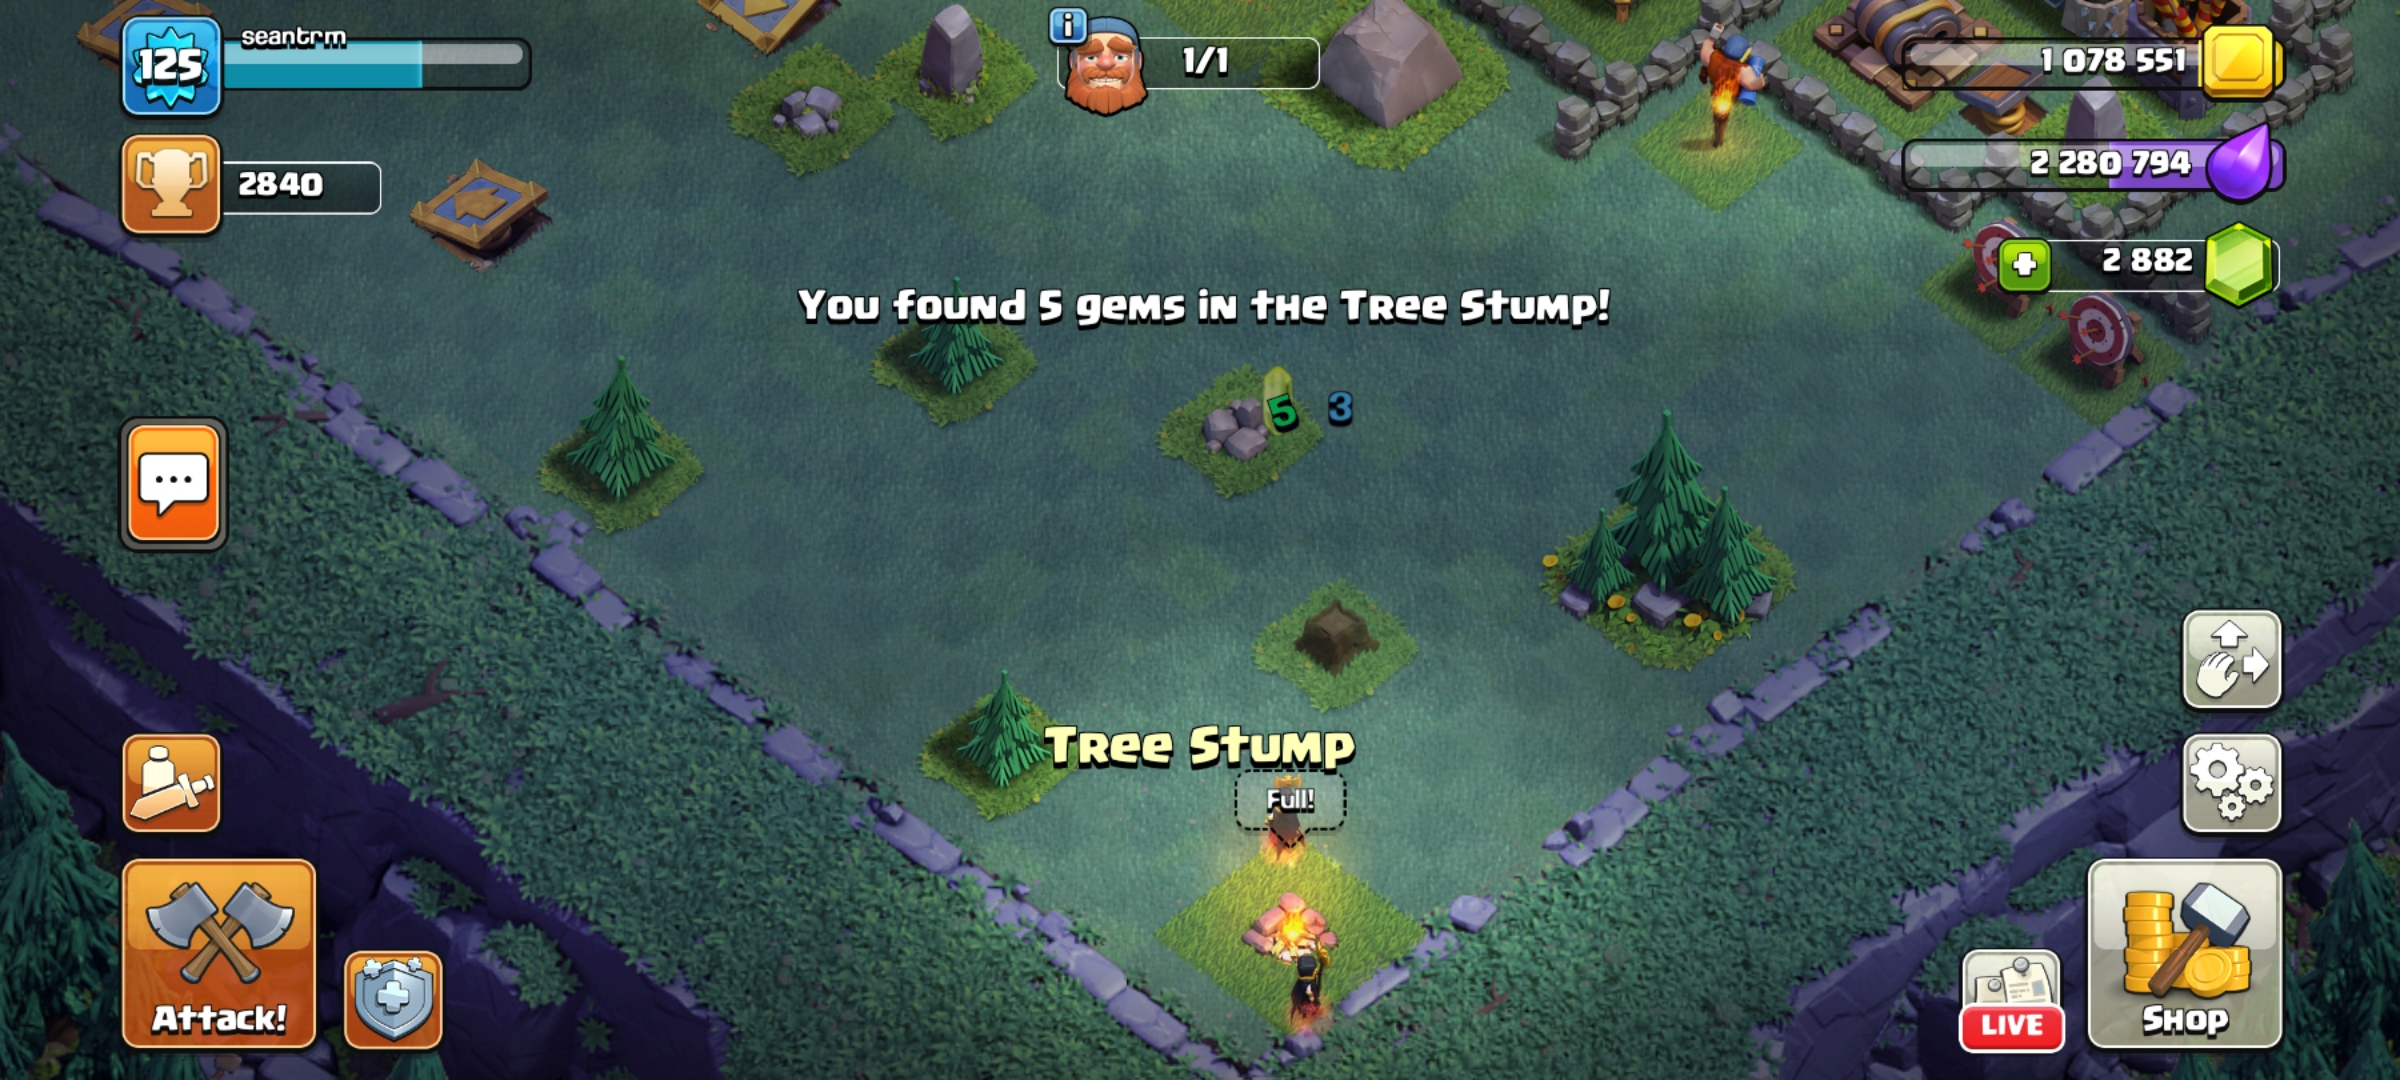 125
seantrm
1/1
1 078 551
2840
2 280 794
2 882
You found 5 gems in the Tree Stump!
5
3
Tree Stump
Full!
Attack!
LIVE
Shop